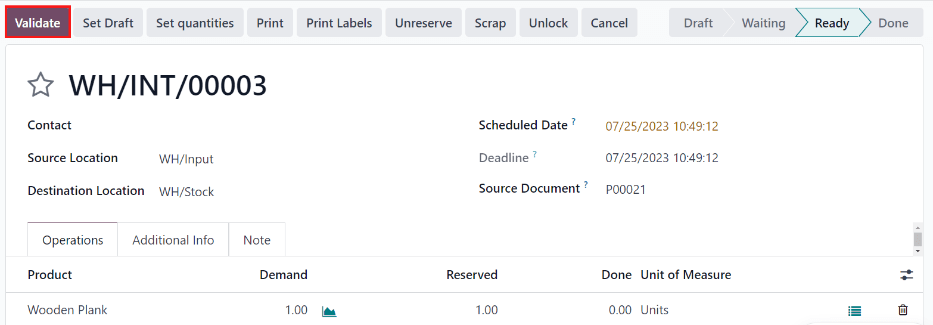 Validate Set Draft Set quantities Print Print Labels Unreserve Scrap Unlock Cancel Draft Waiting Ready Done
WH/INT/00003
Contact Scheduled Date ? 07/25/2023 10:49:12
Source Location WH/Input Deadline ? 07/25/2023 10:49:12
Destination Location WH/Stock Source Document ? P00021
Operations Additional Info Note
Product Demand Reserved Done Unit of Measure
Wooden Plank 1.00 1.00 0.00 Units